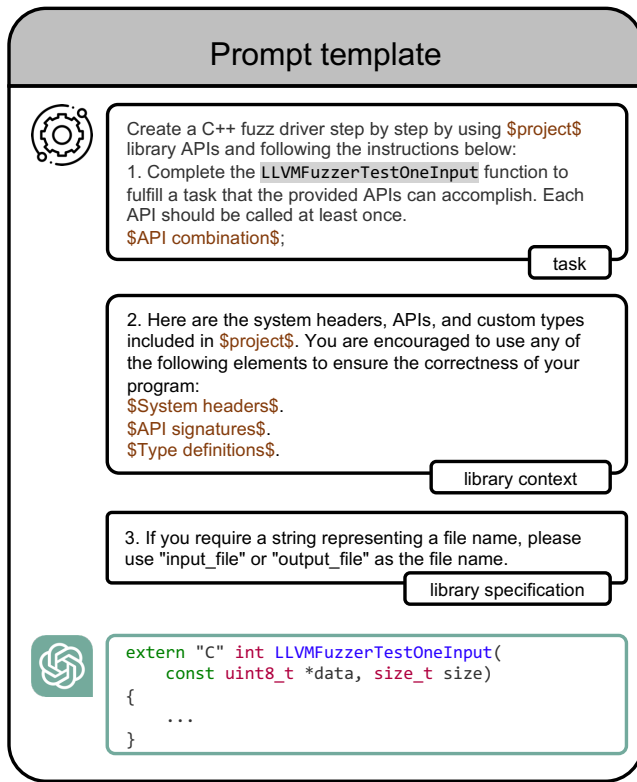 Prompt template
Create a C++ fuzz driver step by step by using $project$
library APIs and following the instructions below:
1. Complete the LLVMFuzzerTestOneInput function to
fulfill a task that the provided APIs can accomplish. Each
API should be called at least once.
$API combination$;
task
2. Here are the system headers, APIs, and custom types
included in $project$. You are encouraged to use any of
the following elements to ensure the correctness of your
program:
$System headers$.
$API signatures$.
$Type definitions$.
library context
3. If you require a string representing a file name, please
use "input_file" or "output_file" as the file name.
library specification
extern "C" int LLVMFuzzerTestOneInput(
    const uint8_t *data, size_t size)
{
    ...
}